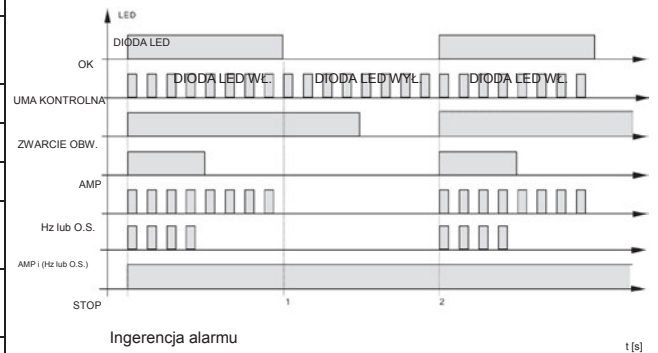 LED
DIODA LED
OK
DIODA LED WŁ. DIODA LED WYŁ. DIODA LED WŁ.
UMA KONTROLNA
ZWARCIE OBW.
AMP
Hz lub O.S.
AMP i (Hz lub O.S.)
STOP
1 2
Ingerencja alarmu
t [s]